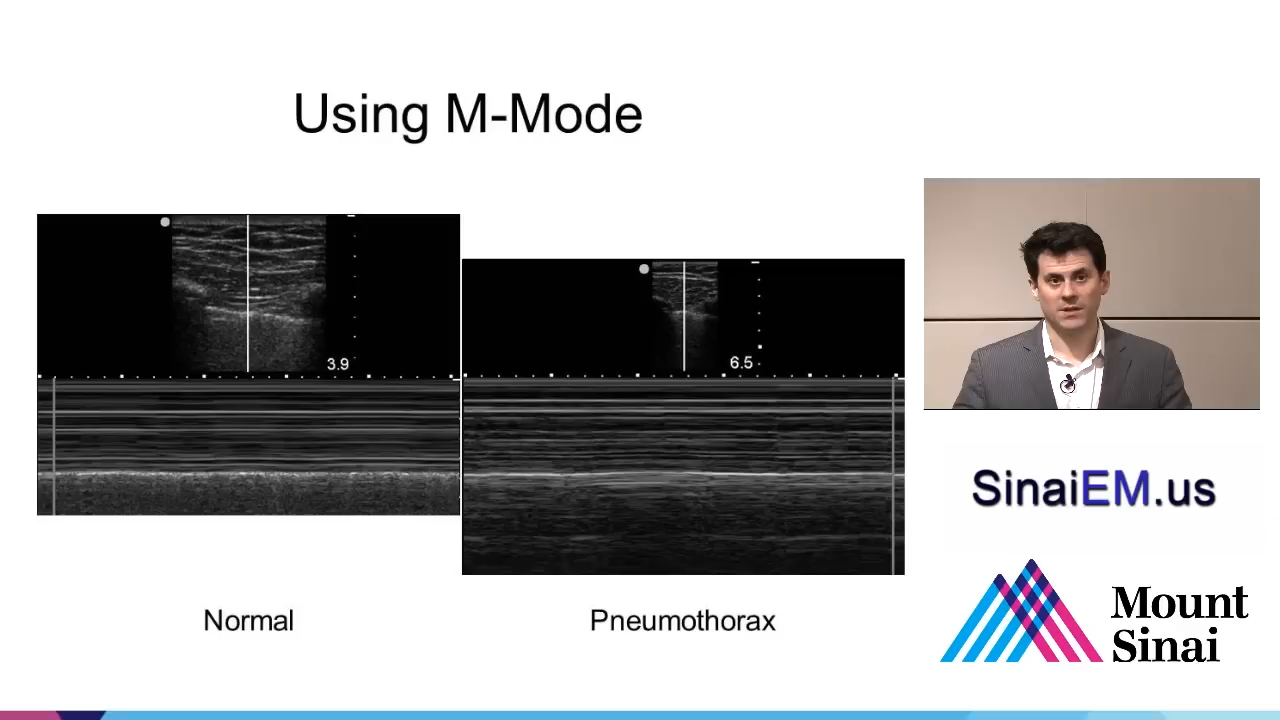 Using M-Mode
3.9
6.5
Normal
Pneumothorax
SinaiEM.us
Mount
Sinai